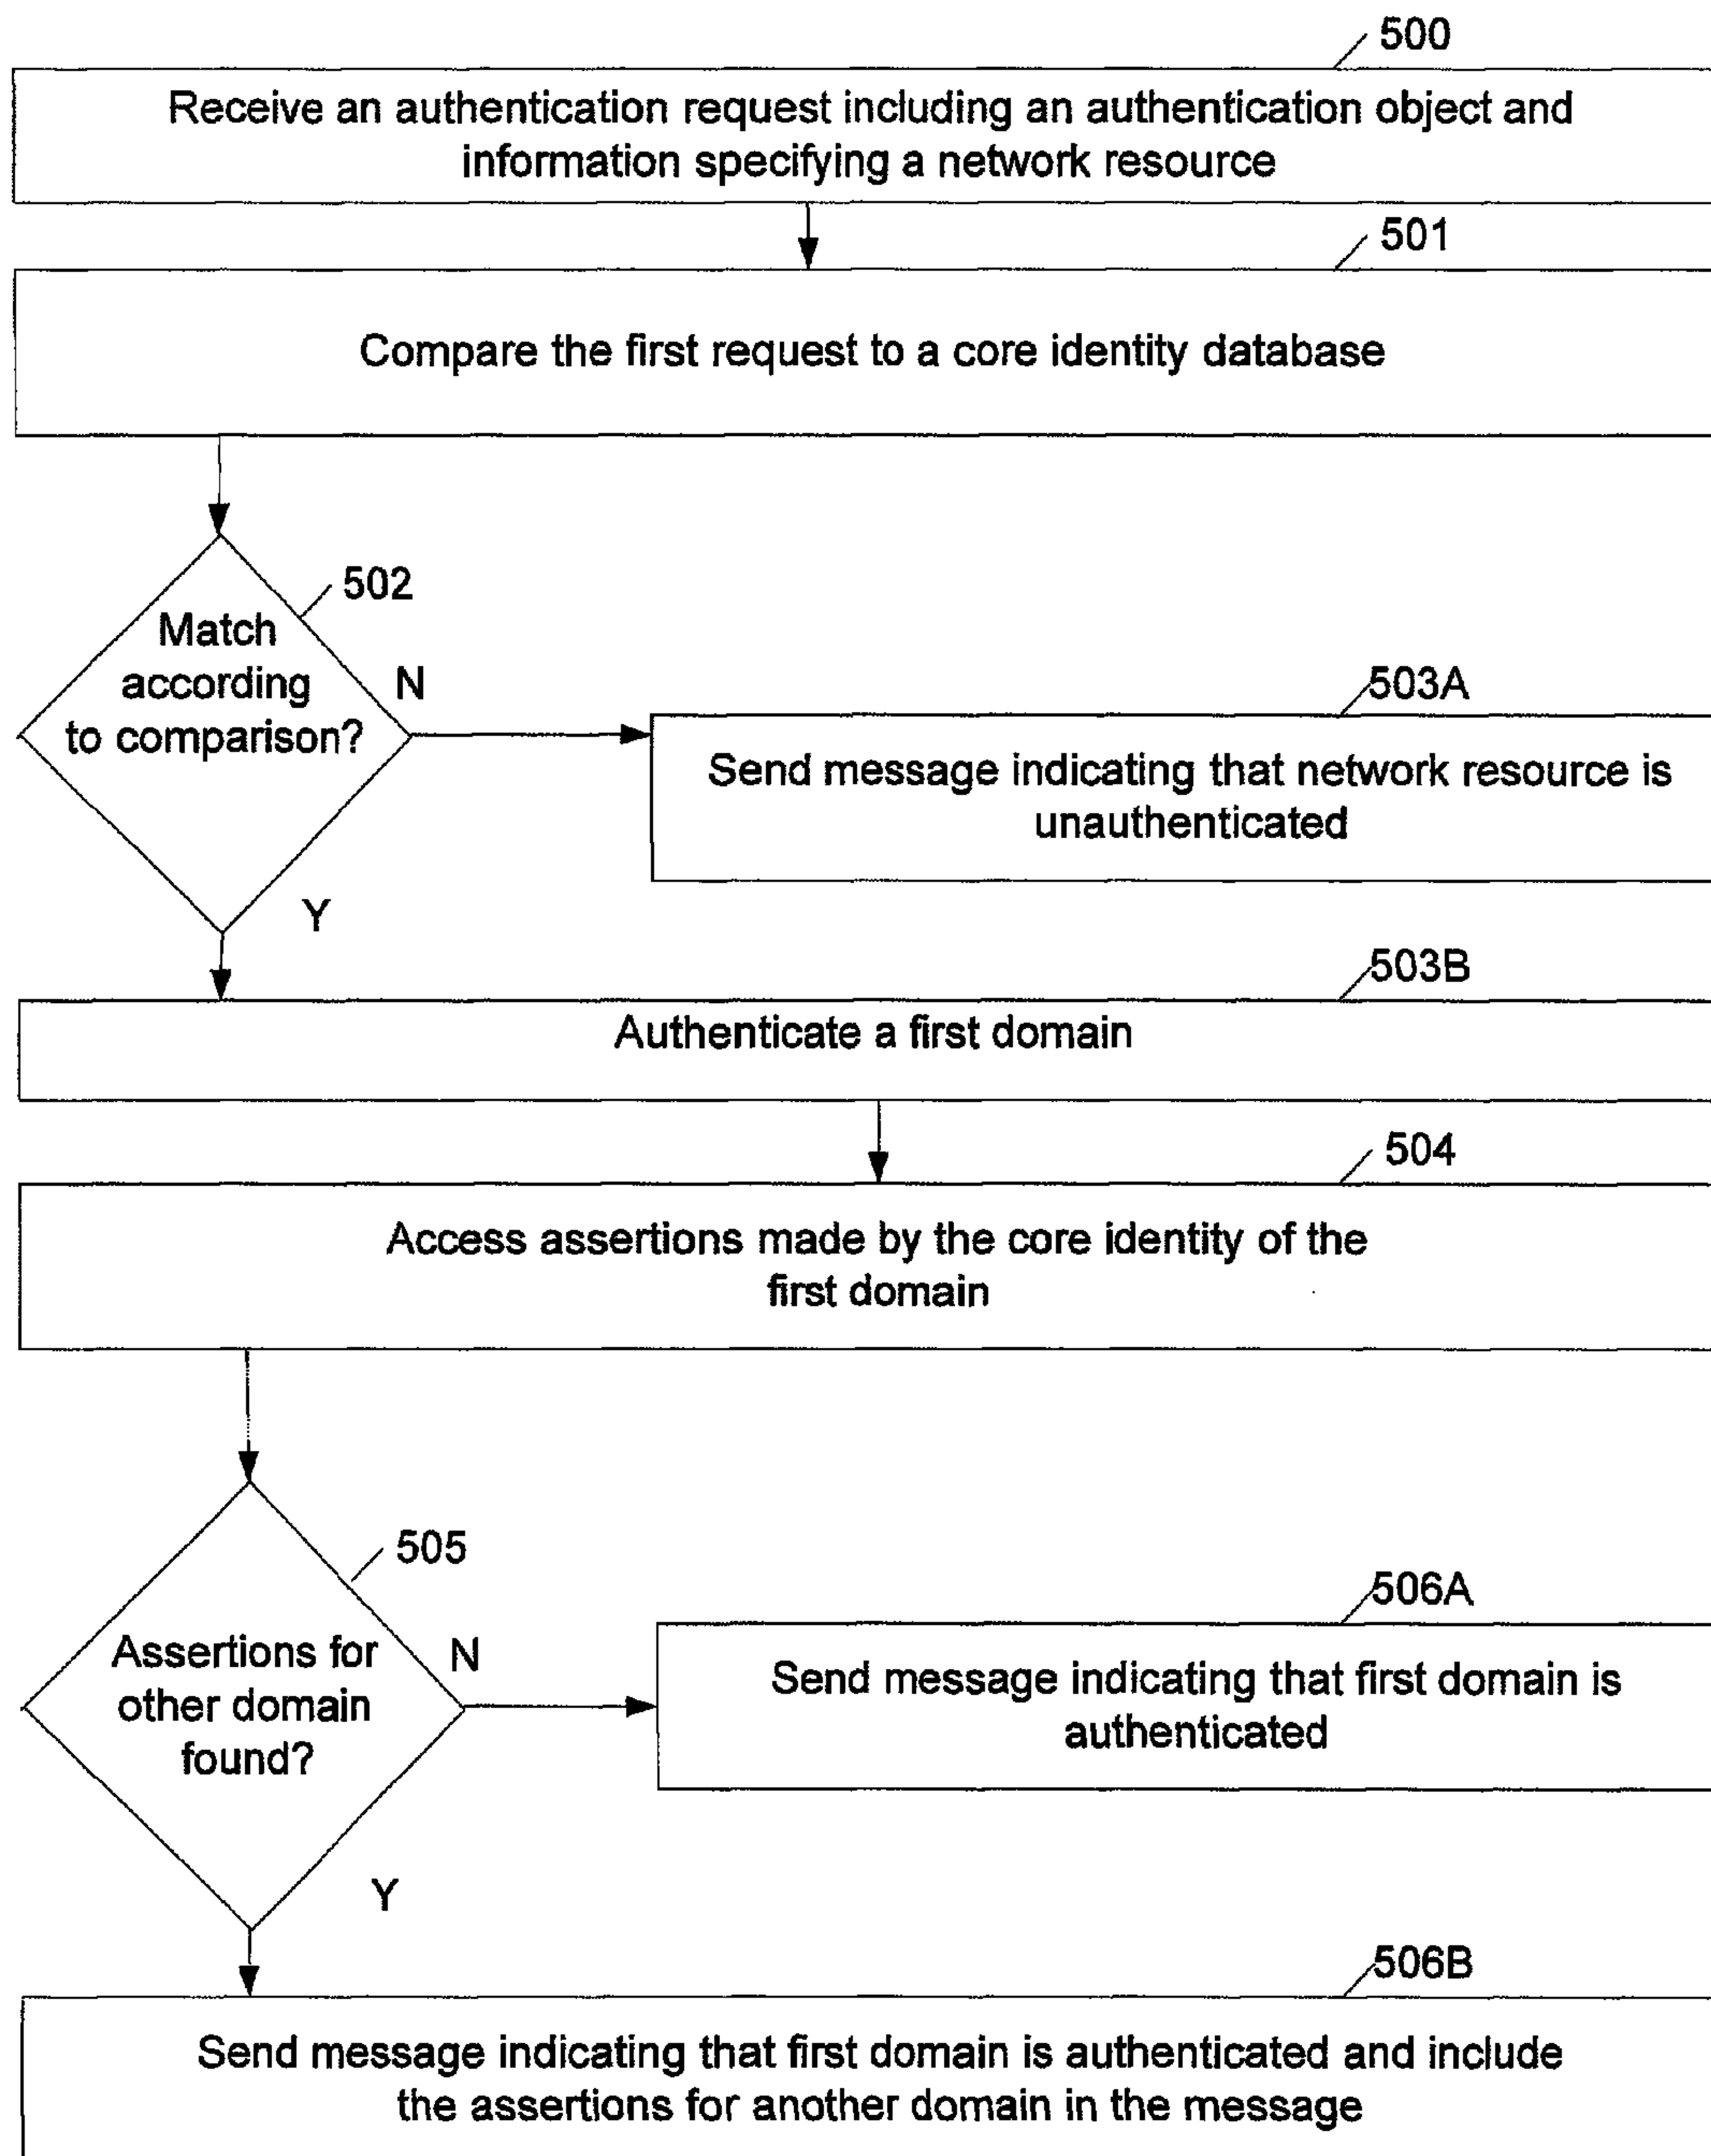 500
Receive an authentication request including an authentication object and
information specifying a network resource
501
Compare the first request to a core identity database
502
Match
according
to comparison?
N
503A
Send message indicating that network resource is
unauthenticated
Y
503B
Authenticate a first domain
504
Access assertions made by the core identity of the
first domain
505
Assertions for
other domain
found?
N
506A
Send message indicating that first domain is
authenticated
Y
506B
Send message indicating that first domain is authenticated and include
the assertions for another domain in the message